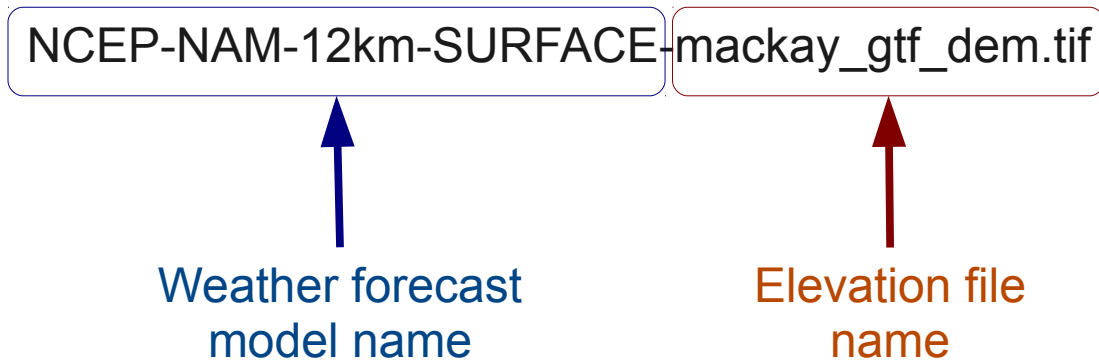 NCEP-NAM-12km-SURFACE-mackay_gtf_dem.tif
Weather forecast
model name
Elevation file
name